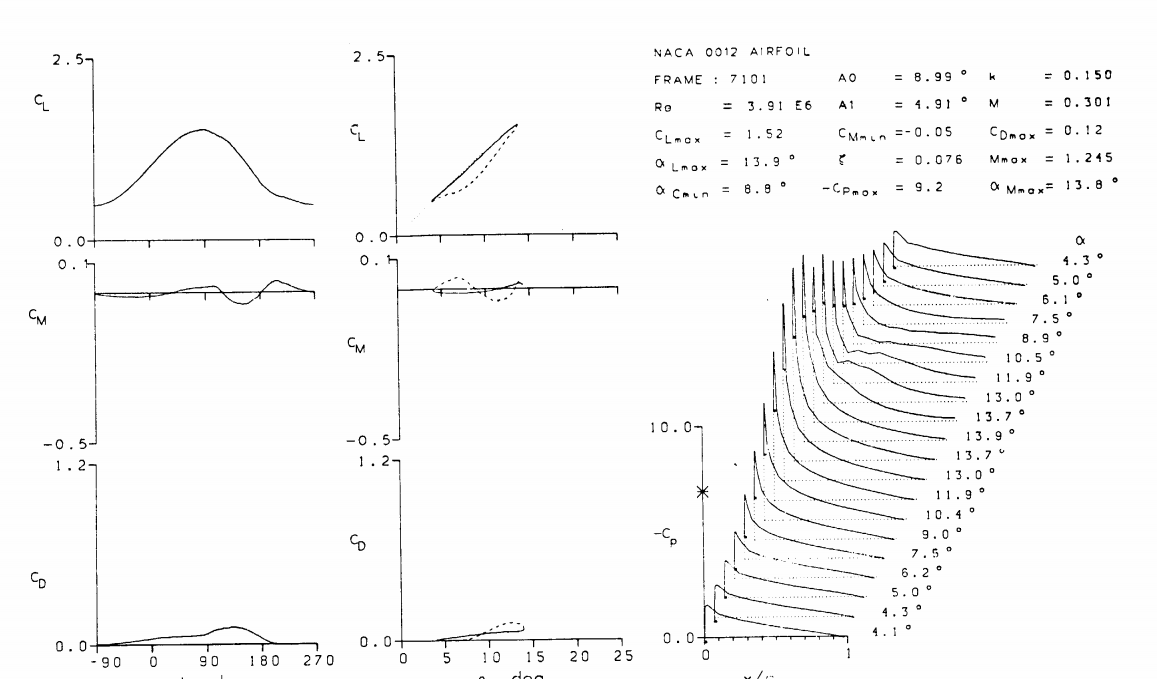 NACA 0012 AIRFOIL
FRAME : 7101 A0 = 8.99 ° k = 0.150
Re = 3.91 E6 A1 = 4.91 ° M = 0.301
CLmax = 1.52 CMmin =-0.05 CDmax = 0.12
α Lmax = 13.9 ° ξ = 0.076 Mmax = 1.245
α Cmin = 8.8 ° -CPmax = 9.2 α Mmax= 13.8 °
2.5
CL
0.0
2.5
CL
0.0
0.1
CM
-0.5
0.1
CM
-0.5
1.2
CD
0.0
-90 0 90 180 270
1.2
CD
0.0
0 5 10 15 20 25
deg
α
4.3 °
5.0 °
6.1 °
7.5 °
8.9 °
10.5 °
11.9 °
13.0 °
13.7 °
13.9 °
13.7 °
13.0 °
11.9 °
10.4 °
9.0 °
7.5 °
6.2 °
5.0 °
4.3 °
4.1 °
10.0
-Cp
0.0
0 1